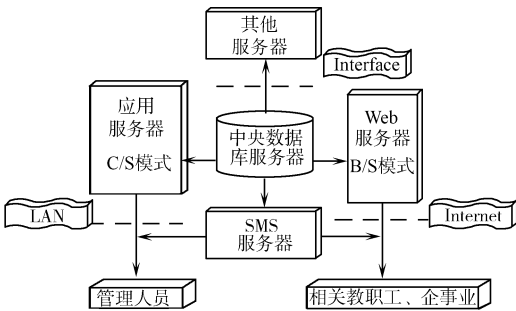 其他
服务器
Interface
应用
服务器
C/S模式
中央数据
库服务器
Web
服务器
B/S模式
LAN
SMS
服务器
Internet
管理人员
相关教职工、企事业